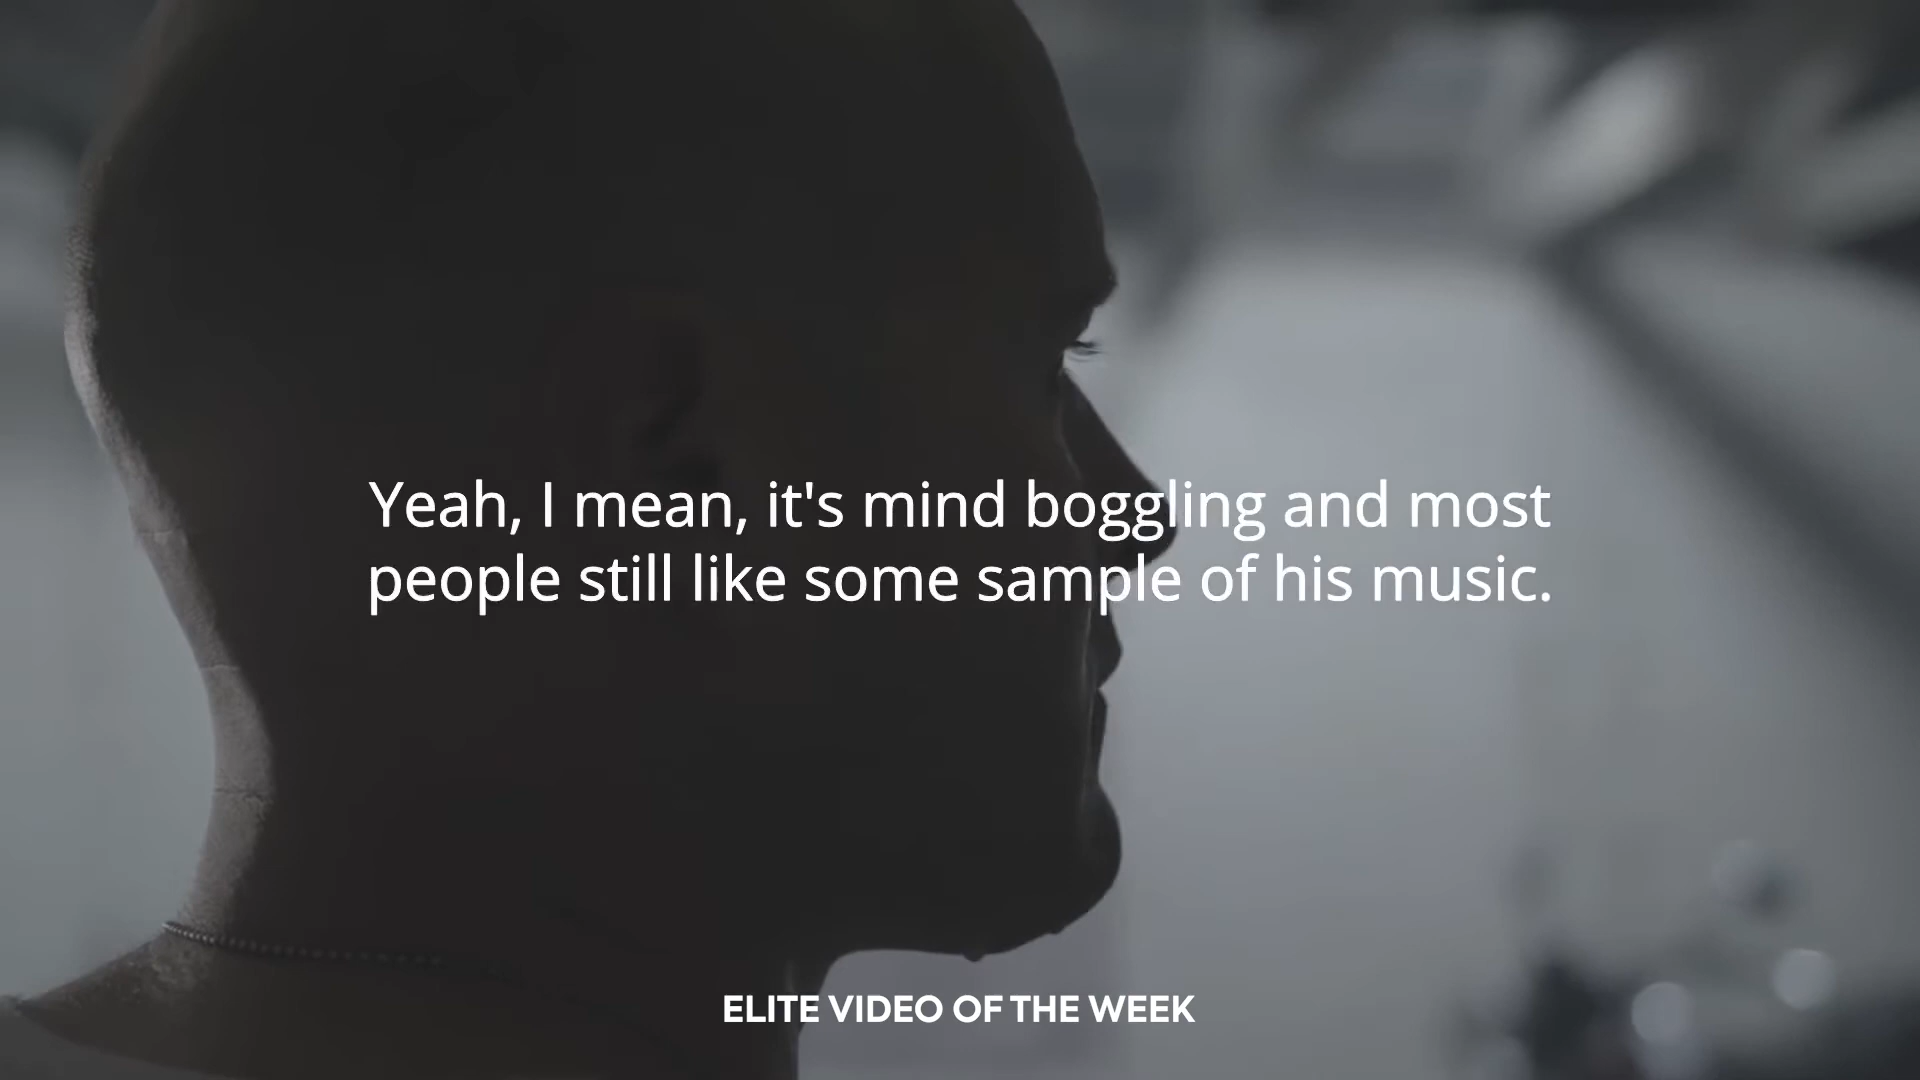 Yeah, I mean, it's mind boggling and most
people still like some sample of his music.
ELITE VIDEO OF THE WEEK